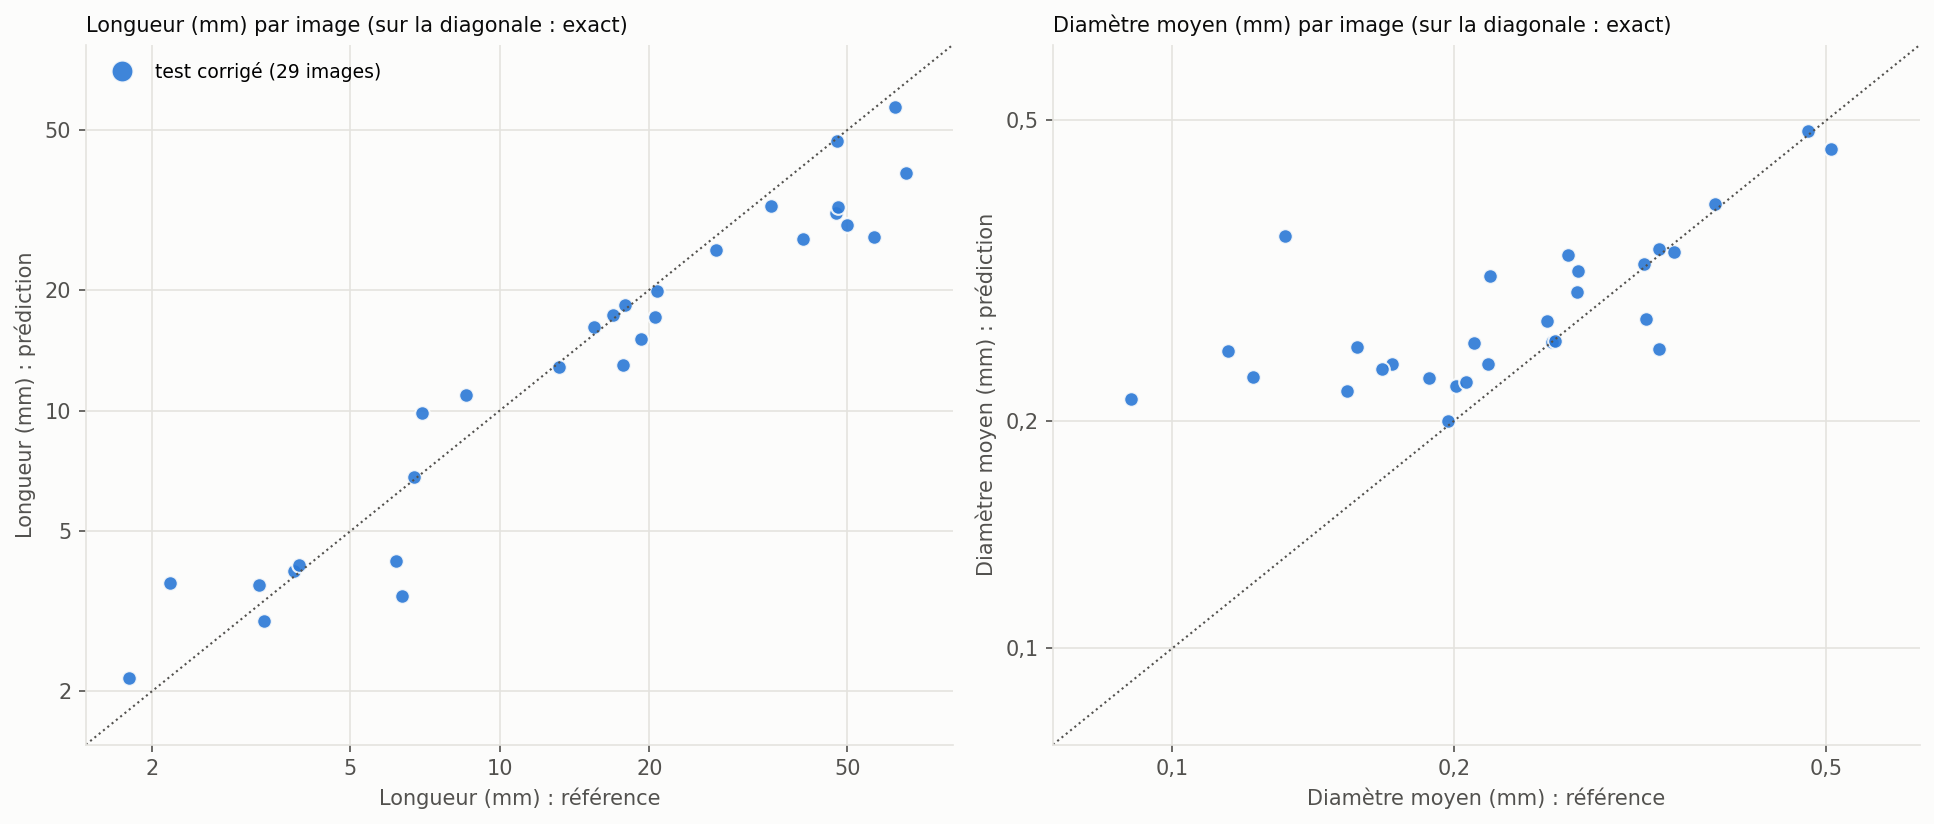 Longueur (mm) par image (sur la diagonale : exact)
test corrigé (29 images)
Longueur (mm) : prédiction
50
20
10
5
2
2
5
10
20
50
Longueur (mm) : référence
Diamètre moyen (mm) par image (sur la diagonale : exact)
Diamètre moyen (mm) : prédiction
0,5
0,2
0,1
0,1
0,2
0,5
Diamètre moyen (mm) : référence